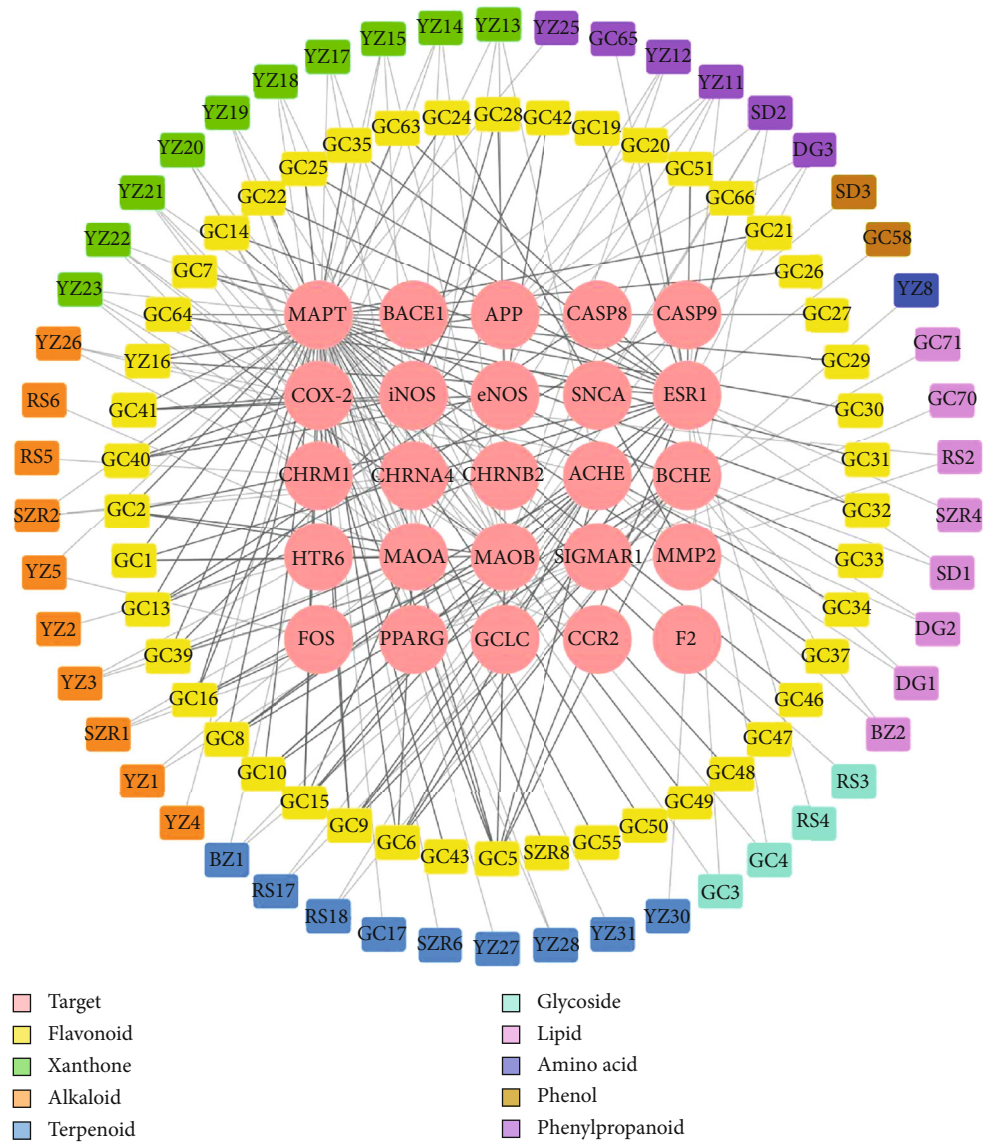 YZ13
YZ14
YZ25
YZ15
GC65
YZ17
YZ12
YZ18
YZ11
YZ19
SD2
YZ20
DG3
YZ21
SD3
YZ22
GC58
YZ23
YZ8
YZ26
GC71
RS6
GC70
RS5
RS2
SZR2
SZR4
YZ5
SD1
YZ2
DG2
YZ3
DG1
SZR1
BZ2
YZ1
RS3
YZ4
RS4
BZ1
GC4
RS17
GC3
RS18
YZ30
GC17
YZ31
SZR6
YZ27
YZ28
GC28
GC24
GC42
GC63
GC19
GC35
GC20
GC25
GC51
GC22
GC66
GC14
GC21
GC7
GC26
GC64
GC27
YZ16
GC29
GC41
GC30
GC40
GC31
GC2
GC32
GC1
GC33
GC13
GC34
GC39
GC37
GC16
GC46
GC8
GC47
GC10
GC48
GC15
GC49
GC9
GC50
GC6
GC55
GC43
GC5
SZR8
MAPT BACE1 APP CASP8 CASP9
COX-2 iNOS eNOS SNCA ESR1
CHRM1 CHRNA4 CHRNB2 ACHE BCHE
HTR6 MAOA MAOB SIGMAR1 MMP2
FOS PPARG GCLC CCR2 F2
Target
Flavonoid
Xanthone
Alkaloid
Terpenoid
Glycoside
Lipid
Amino acid
Phenol
Phenylpropanoid